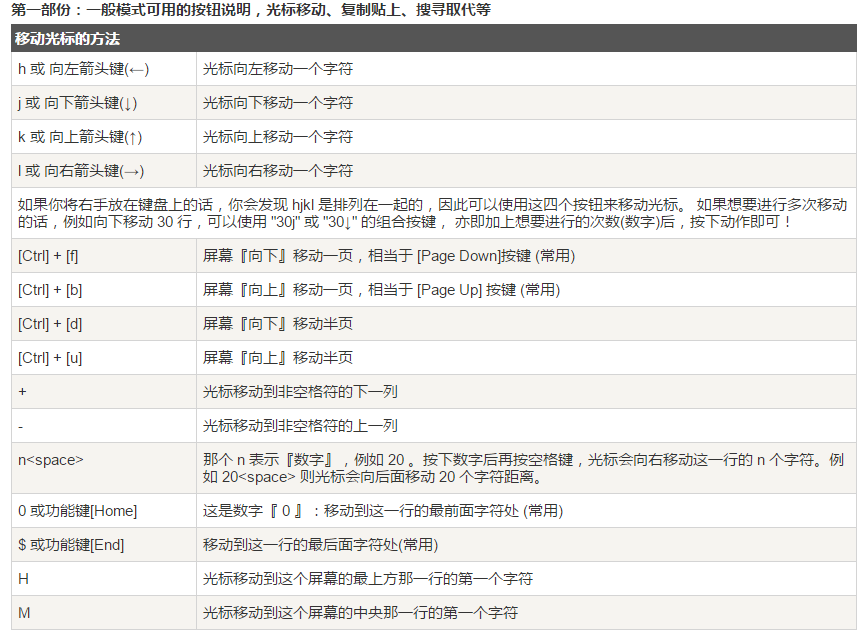 第一部份：一般模式可用的按钮说明，光标移动、复制贴上、搜寻取代等
移动光标的方法
h 或 向左箭头键(←) 光标向左移动一个字符
j 或 向下箭头键(↓) 光标向下移动一个字符
k 或 向上箭头键(↑) 光标向上移动一个字符
l 或 向右箭头键(→) 光标向右移动一个字符
如果你将右手放在键盘上的话，你会发现 hjkl 是排列在一起的，因此可以使用这四个按钮来移动光标。 如果想要进行多次移动
的话，例如向下移动 30 行，可以使用 "30j" 或 "30↓" 的组合按键， 亦即加上想要进行的次数(数字)后，按下动作即可！
[Ctrl] + [f] 屏幕『向下』移动一页，相当于 [Page Down]按键 (常用)
[Ctrl] + [b] 屏幕『向上』移动一页，相当于 [Page Up] 按键 (常用)
[Ctrl] + [d] 屏幕『向下』移动半页
[Ctrl] + [u] 屏幕『向上』移动半页
+ 光标移动到非空格符的下一列
- 光标移动到非空格符的上一列
n<space> 那个 n 表示『数字』，例如 20 。按下数字后再按空格键，光标会向右移动这一行的 n 个字符。例
如 20<space> 则光标会向后面移动 20 个字符距离。
0 或功能键[Home] 这是数字『 0 』：移动到这一行的最前面字符处 (常用)
$ 或功能键[End] 移动到这一行的最后面字符处(常用)
H 光标移动到这个屏幕的最上方那一行的第一个字符
M 光标移动到这个屏幕的中央那一行的第一个字符